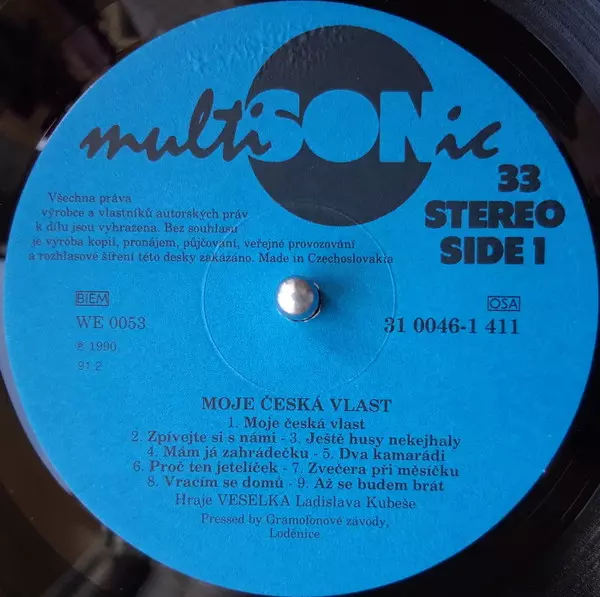 multiSONic
33
STEREO
SIDE 1
Všechna práva
výrobce a vlastníků autorských práv
k dílu jsou vyhrazena. Bez souhlasu
je výroba kopií, pronájem, půjčování, veřejné provozování
a rozhlasové šíření této desky zakázáno. Made in Czechoslovakia
BIEM
OSA
WE 0053
31 0046-1 411
℗ 1990
91 2
MOJE ČESKÁ VLAST
1. Moje česká vlast
2. Zpívejte si s námi - 3. Ještě husy nekejhaly
4. Mám já zahrádečku - 5. Dva kamarádi
6. Proč ten jetelíček - 7. Zvečera při měsíčku
8. Vracím se domů - 9. Až se budem brát
Hraje VESELKA Ladislava Kubeše
Pressed by Gramofonové závody,
Loděnice